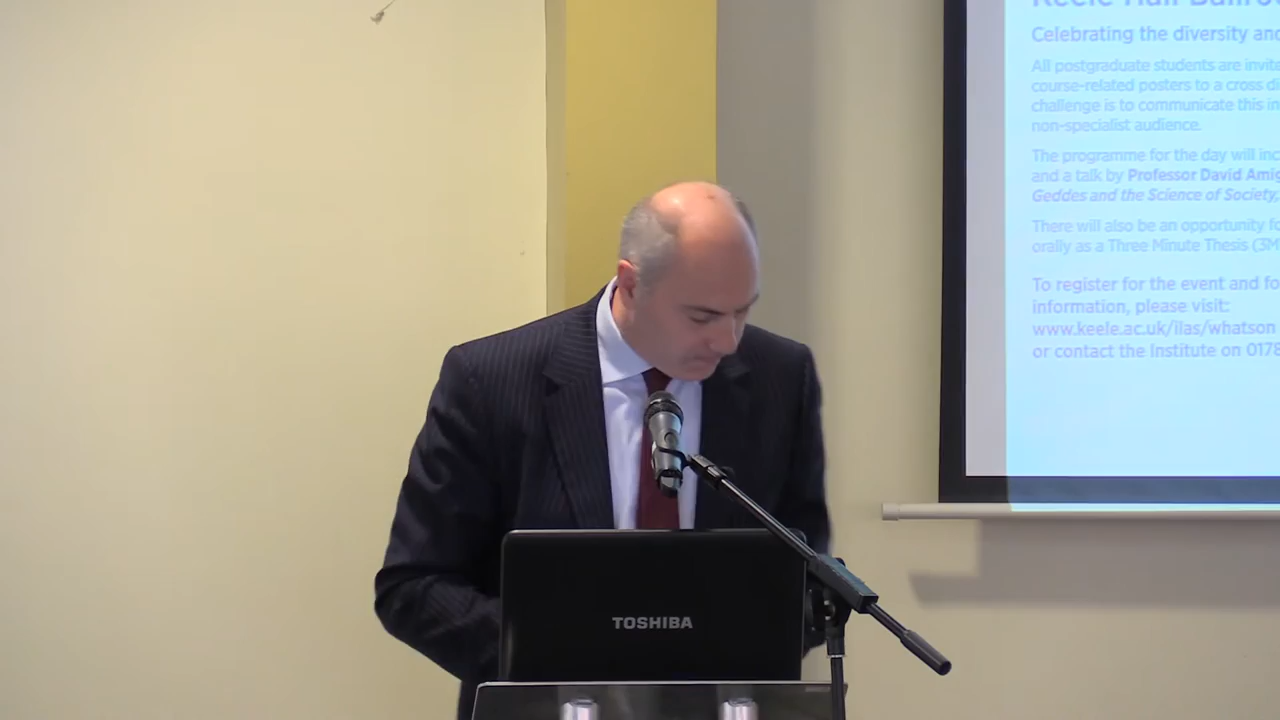 Celebrating the diversity and
All postgraduate students are invite
course-related posters to a cross di
challenge is to communicate this in
non-specialist audience.
The programme for the day will inc
and a talk by Professor David Amig
Geddes and the Science of Society,
There will also be an opportunity fo
orally as a Three Minute Thesis (3M
To register for the event and fo
information, please visit:
www.keele.ac.uk/ilas/whatson
or contact the Institute on 0178
TOSHIBA